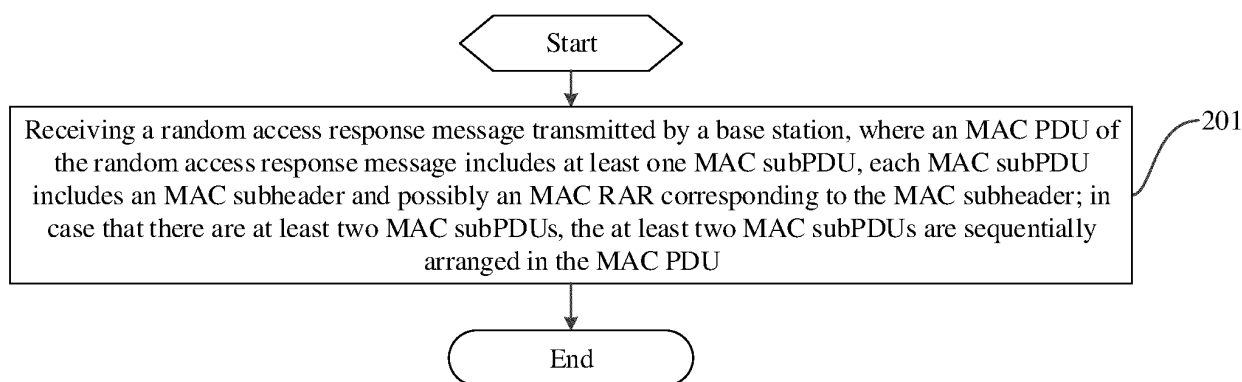 Start
Receiving a random access response message transmitted by a base station, where an MAC PDU of
the random access response message includes at least one MAC subPDU, each MAC subPDU
includes an MAC subheader and possibly an MAC RAR corresponding to the MAC subheader; in
case that there are at least two MAC subPDUs, the at least two MAC subPDUs are sequentially
arranged in the MAC PDU
201
End